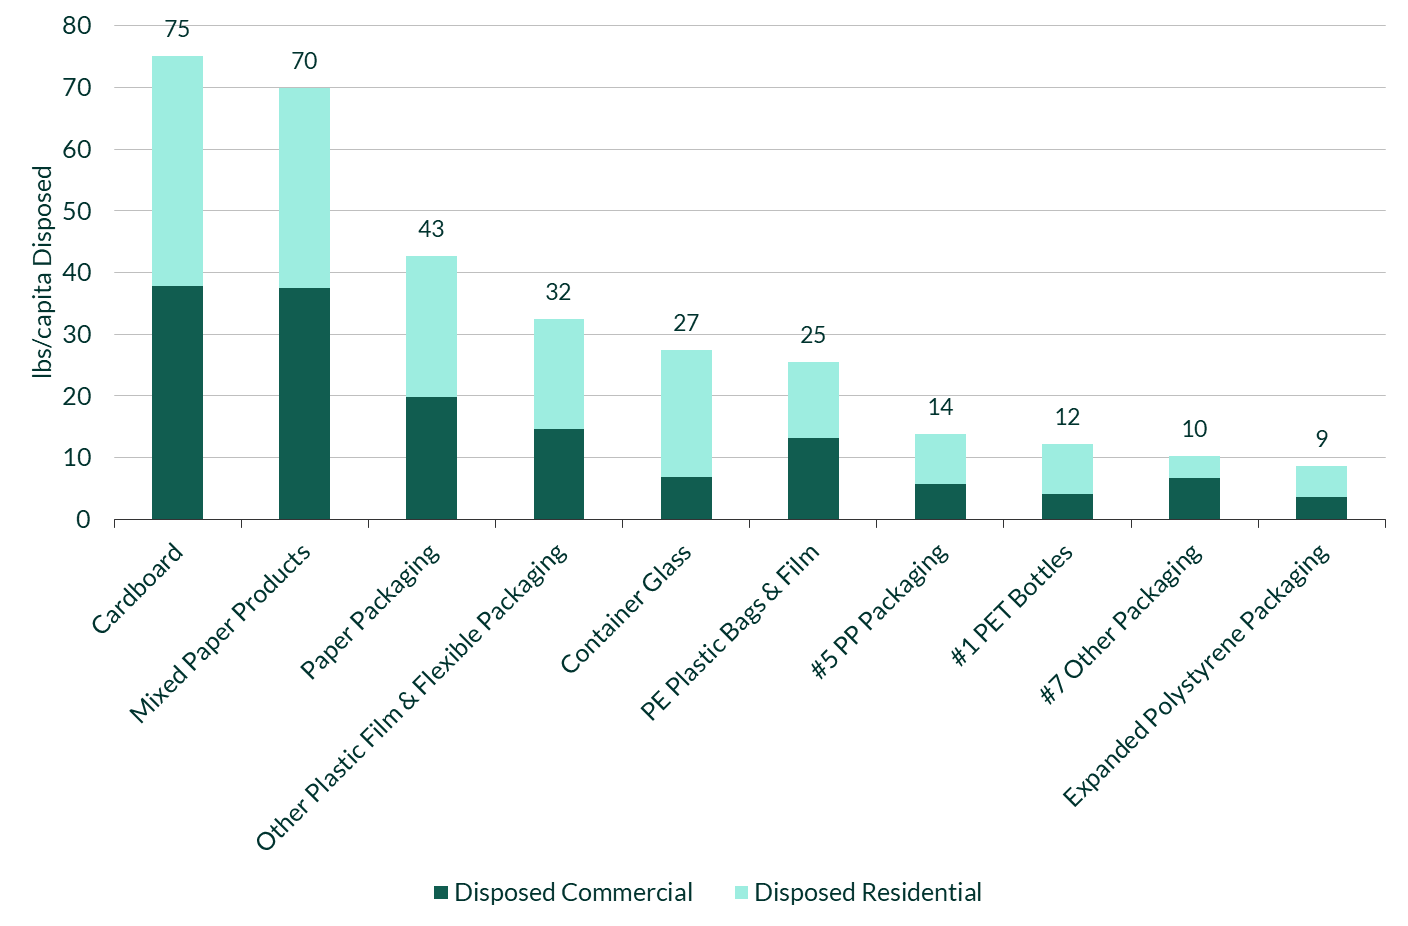 lbs/capita Disposed
80
70
60
50
40
30
20
10
0
75
70
43
32
27
25
14
12
10
9
Cardboard
Mixed Paper Products
Paper Packaging
Other Plastic Film & Flexible Packaging
Container Glass
PE Plastic Bags & Film
#5 PP Packaging
#1 PET Bottles
#7 Other Packaging
Expanded Polystyrene Packaging
Disposed Commercial
Disposed Residential